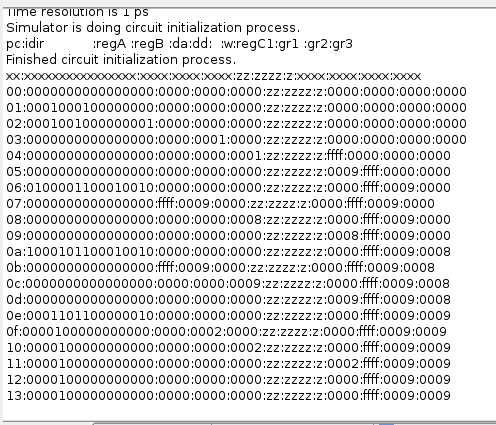 Time resolution is 1 ps
Simulator is doing circuit initialization process.
pc:idir :regA :regB :da:dd: :w:regC1:gr1 :gr2:gr3
Finished circuit initialization process.
xx:xxxxxxxxxxxxxxxx:xxxx:xxxx:xxxx:zz:zzzz:z:xxxx:xxxx:xxxx:xxxx
00:0000000000000000:0000:0000:0000:zz:zzzz:z:0000:0000:0000:0000
01:0001000100000000:0000:0000:0000:zz:zzzz:z:0000:0000:0000:0000
02:0001001000000001:0000:0000:0000:zz:zzzz:z:0000:0000:0000:0000
03:0000000000000000:0000:0001:0000:zz:zzzz:z:0000:0000:0000:0000
04:0000000000000000:0000:0000:0001:zz:zzzz:z:ffff:0000:0000:0000
05:0000000000000000:0000:0000:0000:zz:zzzz:z:0009:ffff:0000:0000
06:0100001100010010:0000:0000:0000:zz:zzzz:z:0000:ffff:0009:0000
07:0000000000000000:ffff:0009:0000:zz:zzzz:z:0000:ffff:0009:0000
08:0000000000000000:0000:0000:0008:zz:zzzz:z:0000:ffff:0009:0000
09:0000000000000000:0000:0000:0000:zz:zzzz:z:0008:ffff:0009:0000
0a:1000101100010010:0000:0000:0000:zz:zzzz:z:0000:ffff:0009:0008
0b:0000000000000000:ffff:0009:0000:zz:zzzz:z:0000:ffff:0009:0008
0c:0000000000000000:0000:0000:0009:zz:zzzz:z:0000:ffff:0009:0008
0d:0000000000000000:0000:0000:0000:zz:zzzz:z:0009:ffff:0009:0008
0e:0001101100000010:0000:0000:0000:zz:zzzz:z:0000:ffff:0009:0009
0f:0000100000000000:0000:0002:0000:zz:zzzz:z:0000:ffff:0009:0009
10:0000100000000000:0000:0000:0002:zz:zzzz:z:0000:ffff:0009:0009
11:0000100000000000:0000:0000:0000:zz:zzzz:z:0002:ffff:0009:0009
12:0000100000000000:0000:0000:0000:zz:zzzz:z:0000:ffff:0009:0009
13:0000100000000000:0000:0000:0000:zz:zzzz:z:0000:ffff:0009:0009